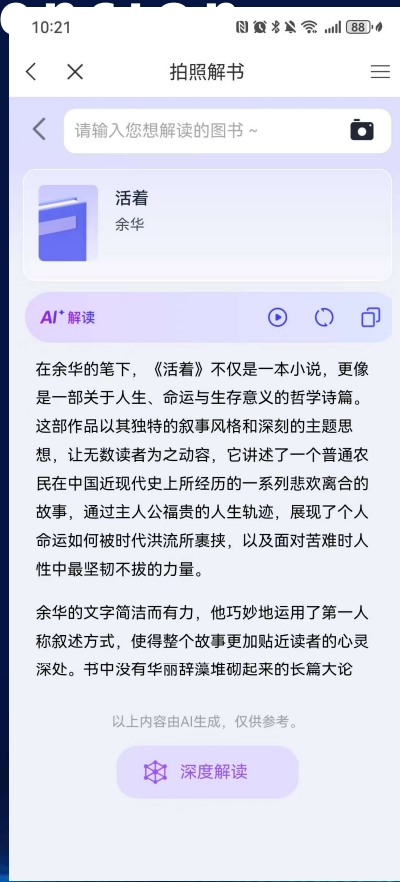 10:21
88
拍照解书
请输入您想解读的图书 ~
活着
余华
AI+ 解读
在余华的笔下，《活着》不仅是一本小说，更像
是一部关于人生、命运与生存意义的哲学诗篇。
这部作品以其独特的叙事风格和深刻的主题思
想，让无数读者为之动容，它讲述了一个普通农
民在中国近现代史上所经历的一系列悲欢离合的
故事，通过主人公福贵的人生轨迹，展现了个人
命运如何被时代洪流所裹挟，以及面对苦难时人
性中最坚韧不拔的力量。
余华的文字简洁而有力，他巧妙地运用了第一人
称叙述方式，使得整个故事更加贴近读者的心灵
深处。书中没有华丽辞藻堆砌起来的长篇大论
以上内容由AI生成，仅供参考。
深度解读